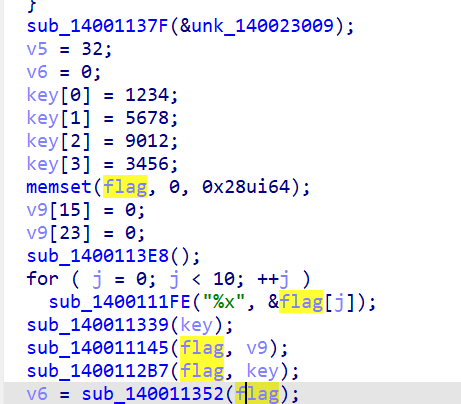 }
sub_14001137F(&unk_140023009);
v5 = 32;
v6 = 0;
key[0] = 1234;
key[1] = 5678;
key[2] = 9012;
key[3] = 3456;
memset(flag, 0, 0x28ui64);
v9[15] = 0;
v9[23] = 0;
sub_1400113E8();
for ( j = 0; j < 10; ++j )
sub_1400111FE("%x", &flag[j]);
sub_140011339(key);
sub_140011145(flag, v9);
sub_1400112B7(flag, key);
v6 = sub_140011352(flag);